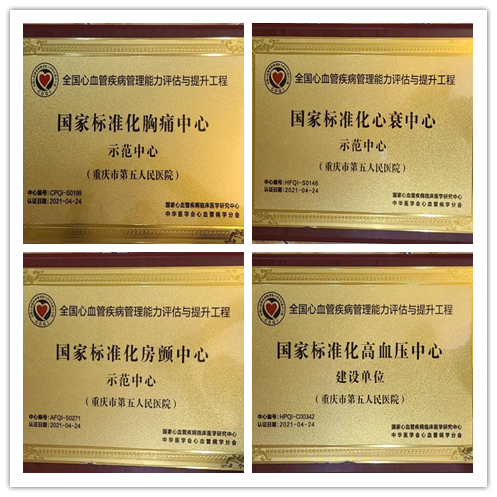 全国心血管疾病管理能力评估与提升工程
国家标准化胸痛中心
示范中心
(重庆市第五人民医院)
中心编号:CPQI-S0199
认证日期:2021-04-24
国家心血管疾病临床医学研究中心
中华医学会心血管病学分会
全国心血管疾病管理能力评估与提升工程
国家标准化心衰中心
示范中心
(重庆市第五人民医院)
中心编号:HFQI-S0146
认证日期:2021-04-24
国家心血管疾病临床医学研究中心
中华医学会心血管病学分会
全国心血管疾病管理能力评估与提升工程
国家标准化房颤中心
示范中心
(重庆市第五人民医院)
中心编号:AFQI-S0271
认证日期:2021-04-24
国家心血管疾病临床医学研究中心
中华医学会心血管病学分会
全国心血管疾病管理能力评估与提升工程
国家标准化高血压中心
建设单位
(重庆市第五人民医院)
中心编号:HPQI-C00342
认证日期:2021-04-24
国家心血管疾病临床医学研究中心
中华医学会心血管病学分会